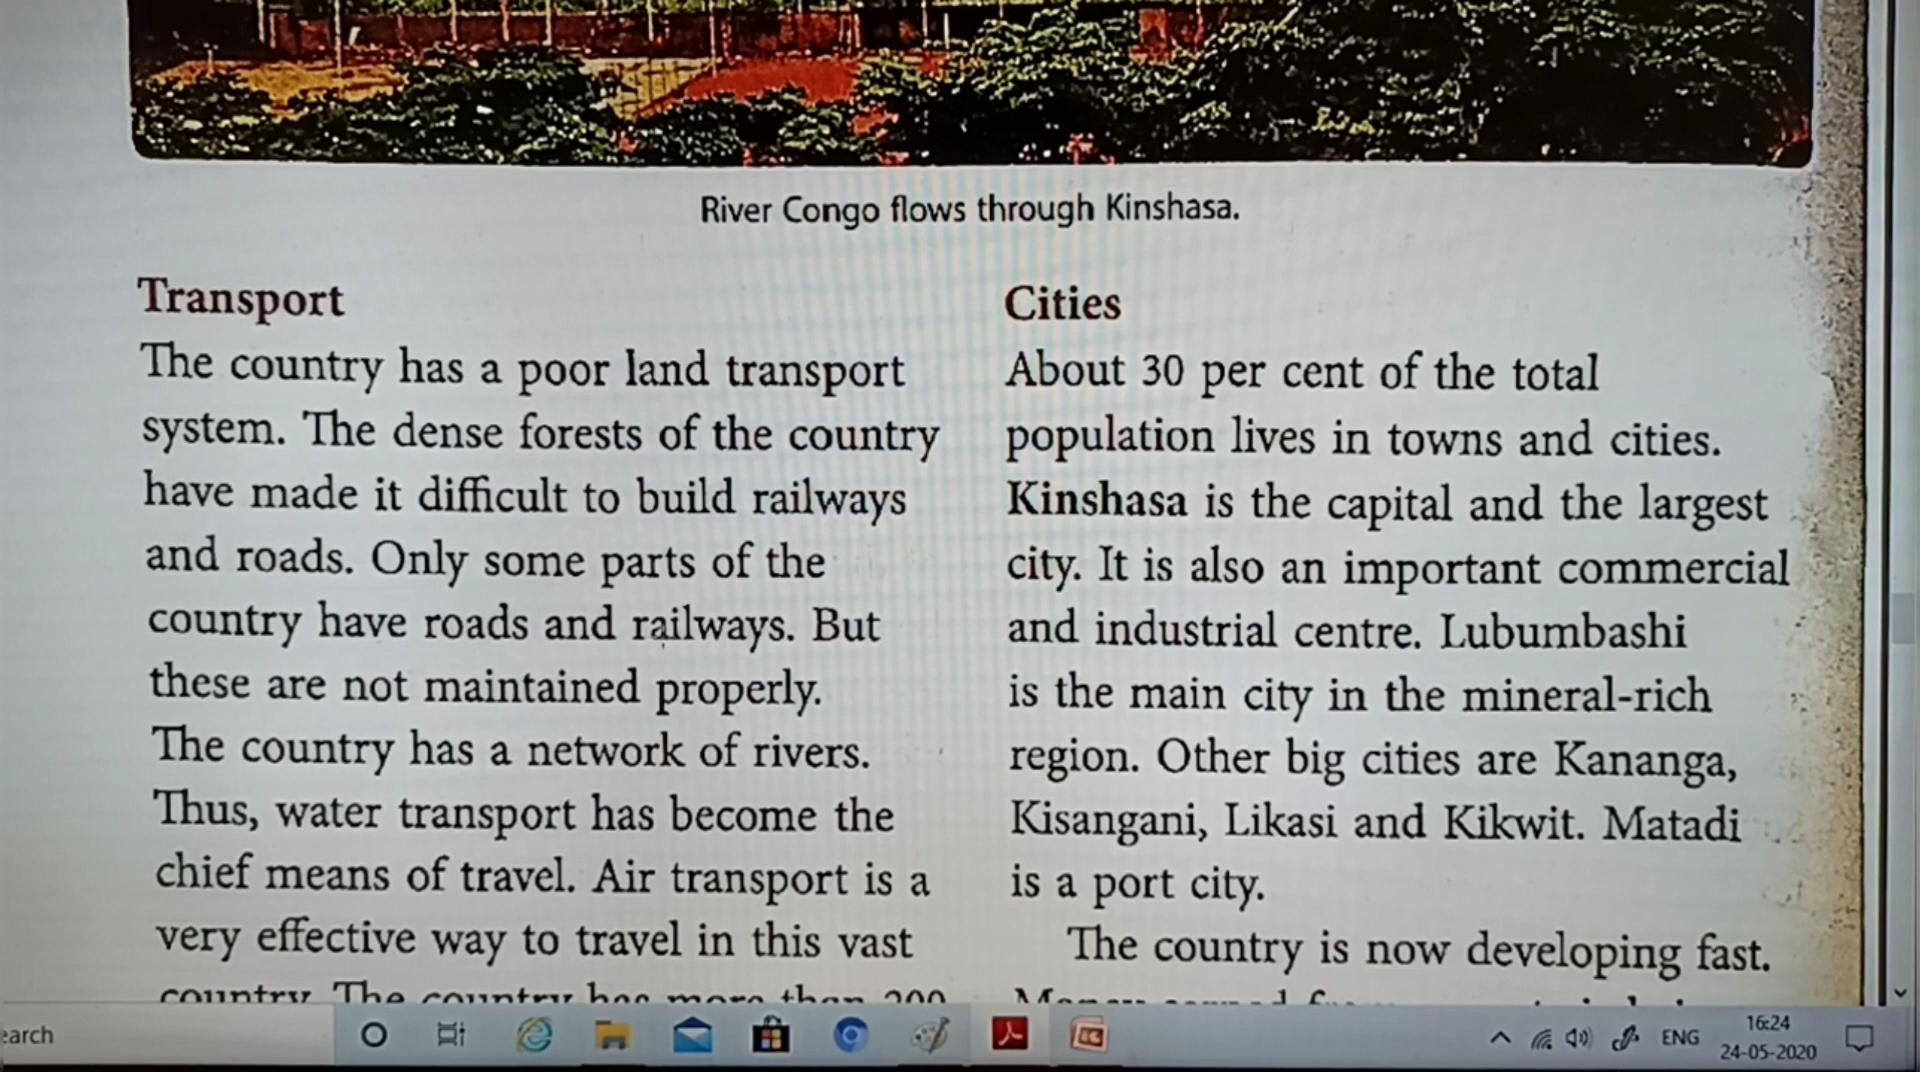 River Congo flows through Kinshasa.
Transport
The country has a poor land transport
system. The dense forests of the country
have made it difficult to build railways
and roads. Only some parts of the
country have roads and railways. But
these are not maintained properly.
The country has a network of rivers.
Thus, water transport has become the
chief means of travel. Air transport is a
very effective way to travel in this vast
country. The country has more than 200
Cities
About 30 per cent of the total
population lives in towns and cities.
Kinshasa is the capital and the largest
city. It is also an important commercial
and industrial centre. Lubumbashi
is the main city in the mineral-rich
region. Other big cities are Kananga,
Kisangani, Likasi and Kikwit. Matadi
is a port city.
The country is now developing fast.
earch
ENG
16:24
24-05-2020